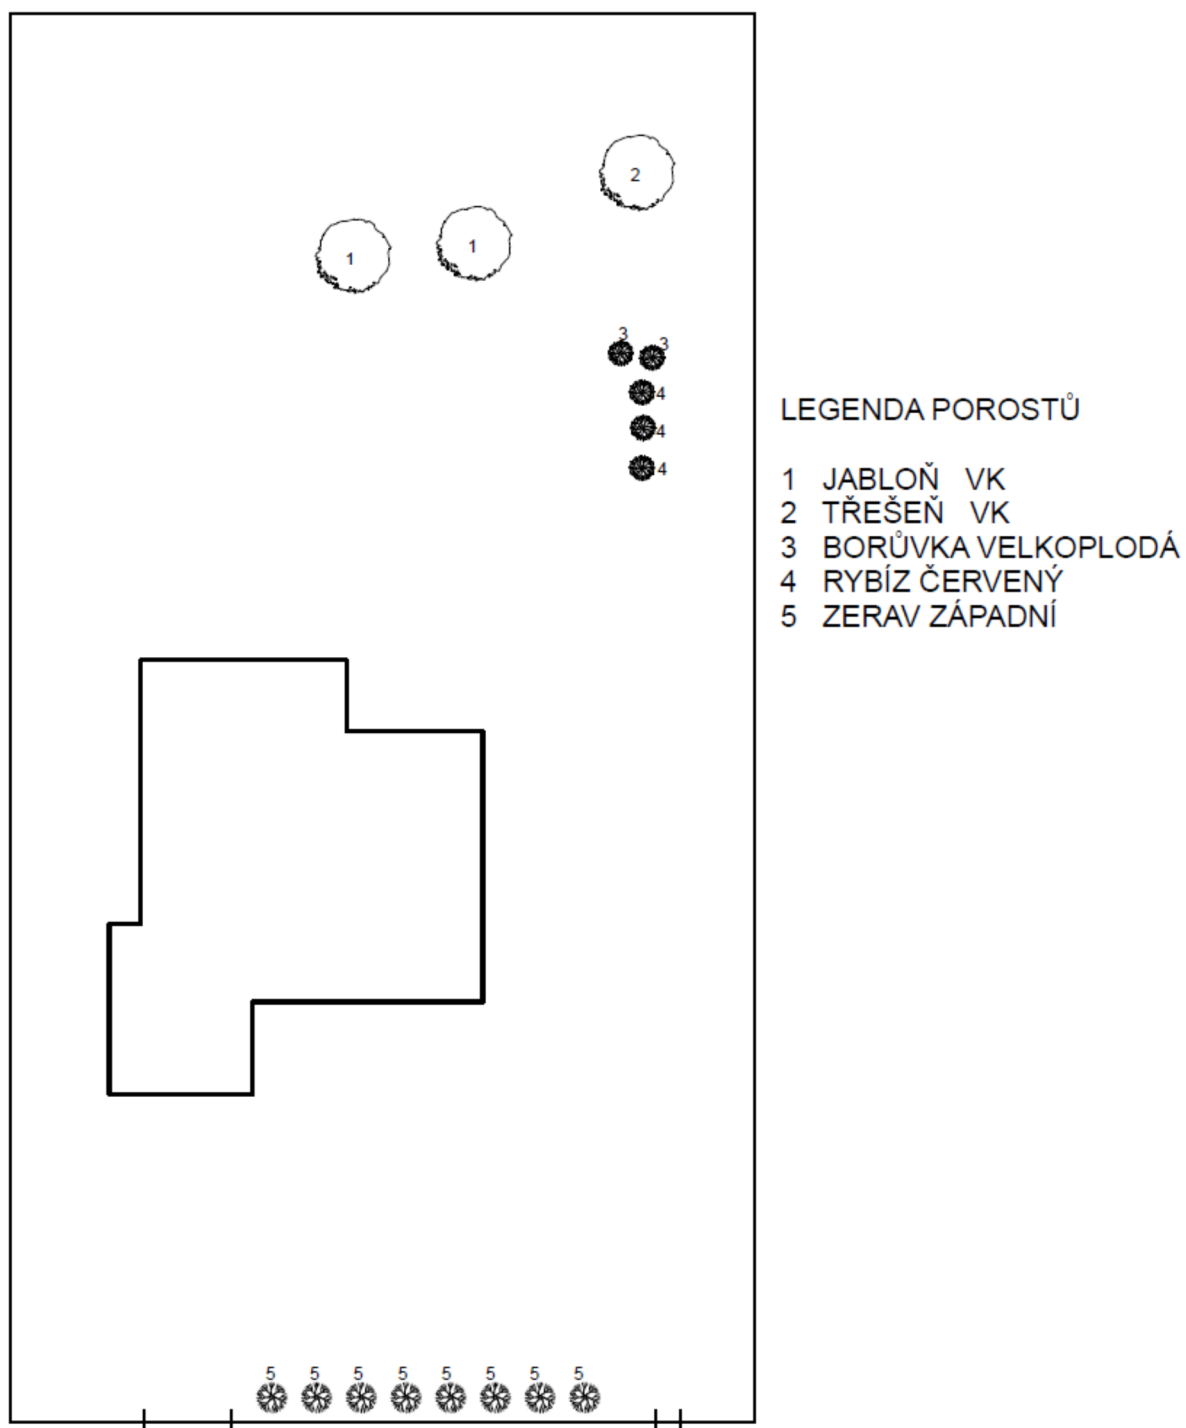 2
1
1
3
3
4
4
4
LEGENDA POROSTŮ
1 JABLOŇ VK
2 TŘEŠEŇ VK
3 BORŮVKA VELKOPLODÁ
4 RYBÍZ ČERVENÝ
5 ZERAV ZÁPADNÍ
5 5 5 5 5 5 5 5